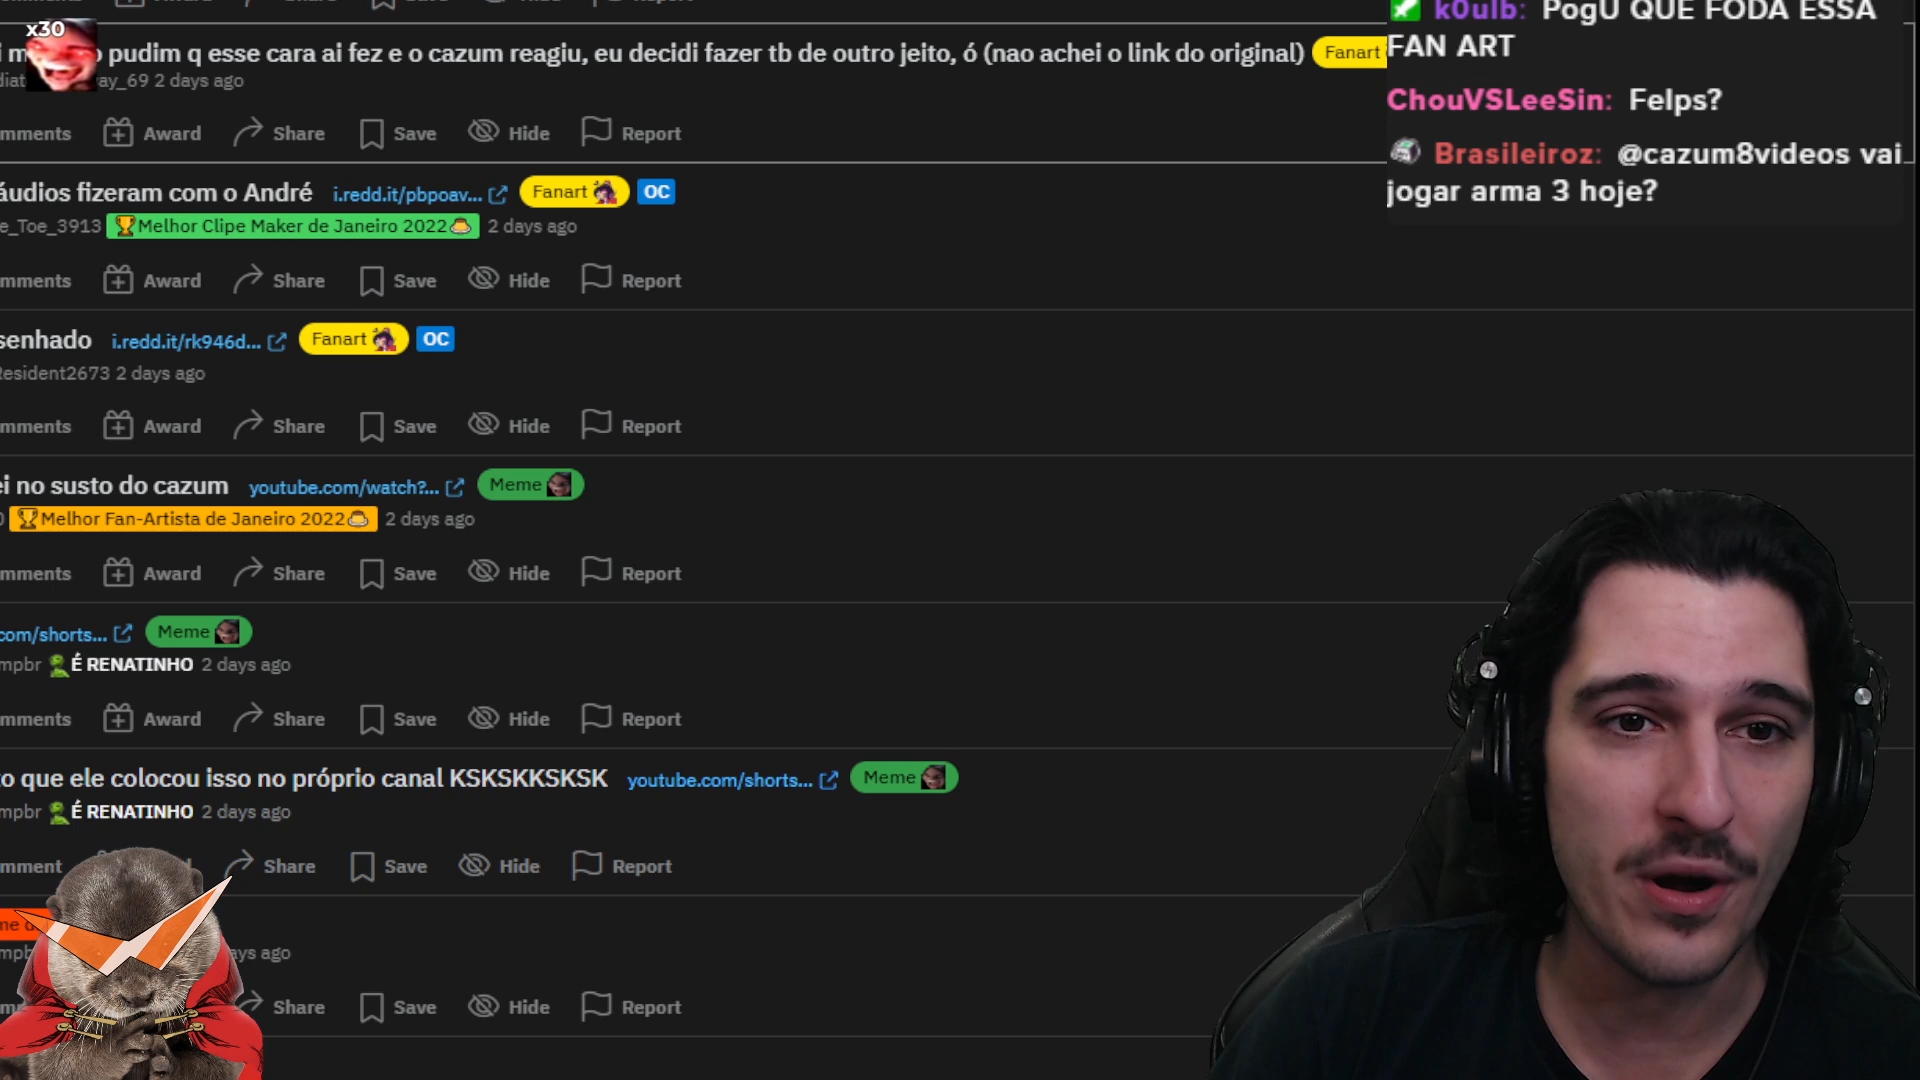 x30
pudim q esse cara ai fez e o cazum reagiu, eu decidi fazer tb de outro jeito, ó (nao achei o link do original) Fanart
ay_69 2 days ago
mments Award Share Save Hide Report
áudios fizeram com o André i.redd.it/pbpoav... Fanart OC
e_Toe_3913 Melhor Clipe Maker de Janeiro 2022 2 days ago
mments Award Share Save Hide Report
senhado i.redd.it/rk946d... Fanart OC
Resident2673 2 days ago
mments Award Share Save Hide Report
ei no susto do cazum youtube.com/watch?... Meme
Melhor Fan-Artista de Janeiro 2022 2 days ago
mments Award Share Save Hide Report
com/shorts... Meme
mpbr É RENATINHO 2 days ago
mments Award Share Save Hide Report
o que ele colocou isso no próprio canal KSKSKKSKSK youtube.com/shorts... Meme
mpbr É RENATINHO 2 days ago
mment Share Save Hide Report
ays ago
Share Save Hide Report
k0ulb: PogU QUE FODA ESSA
FAN ART
ChouVSLeeSin: Felps?
Brasileiroz: @cazum8videos vai
jogar arma 3 hoje?